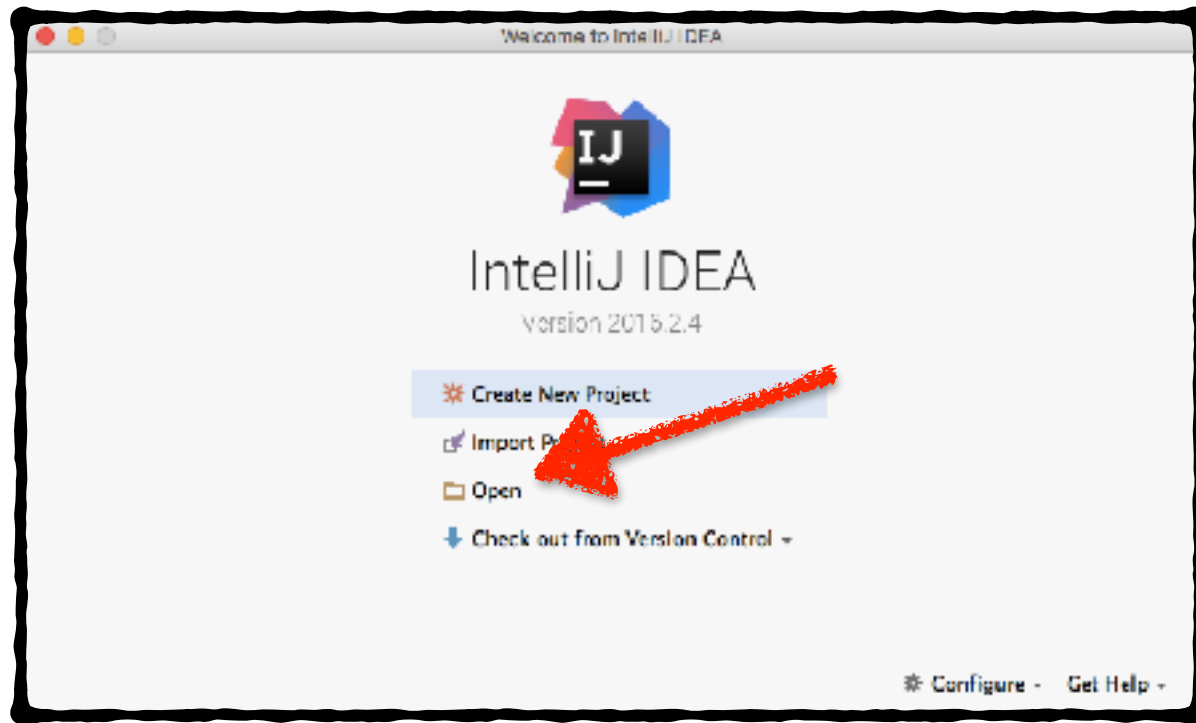 Welcome to IntelliJ IDEA
IJ
IntelliJ IDEA
Version 2016.2.4
Create New Project
Import
Open
Check out from Version Control
Configure
Get Help